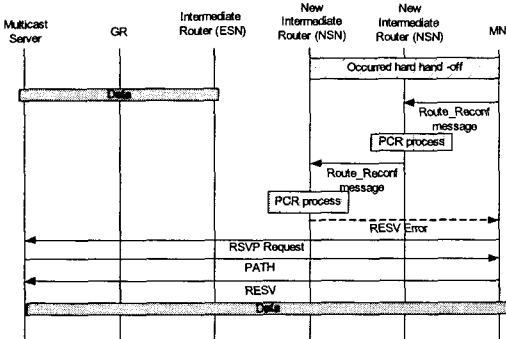 Multicast
Server
GR
Intermediate
Router (ESN)
New
Intermediate
Router (NSN)
New
Intermediate
Router (NSN)
MN
Occurred hard hand -off
Data
Route_Reconf
message
PCR process
Route_Reconf
message
PCR process
RESV Error
RSVP Request
PATH
RESV
Data